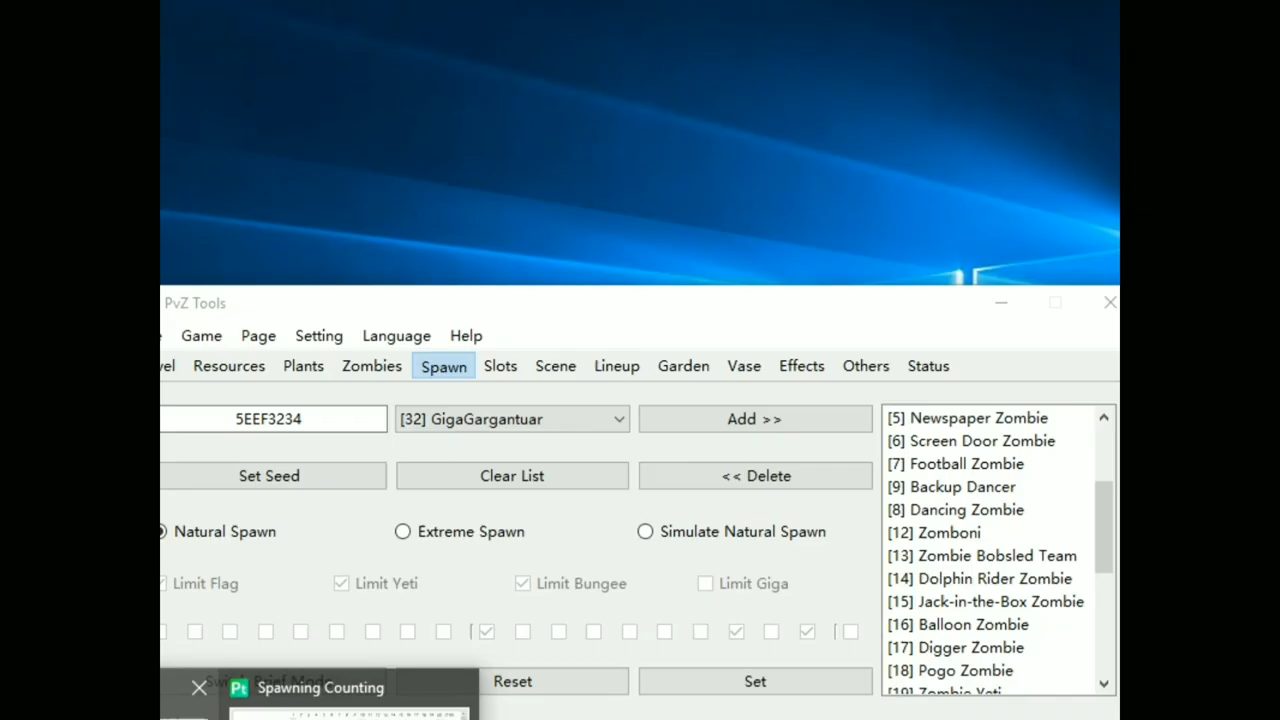 PvZ Tools
Game Page Setting Language Help
vel Resources Plants Zombies Spawn Slots Scene Lineup Garden Vase Effects Others Status
5EEF3234 [32] GigaGargantuar Add >>
Set Seed Clear List << Delete
Natural Spawn Extreme Spawn Simulate Natural Spawn
Limit Flag Limit Yeti Limit Bungee Limit Giga
Reset Set
[5] Newspaper Zombie
[6] Screen Door Zombie
[7] Football Zombie
[9] Backup Dancer
[8] Dancing Zombie
[12] Zomboni
[13] Zombie Bobsled Team
[14] Dolphin Rider Zombie
[15] Jack-in-the-Box Zombie
[16] Balloon Zombie
[17] Digger Zombie
[18] Pogo Zombie
[19] Zombie Yeti
Pt Spawning Counting